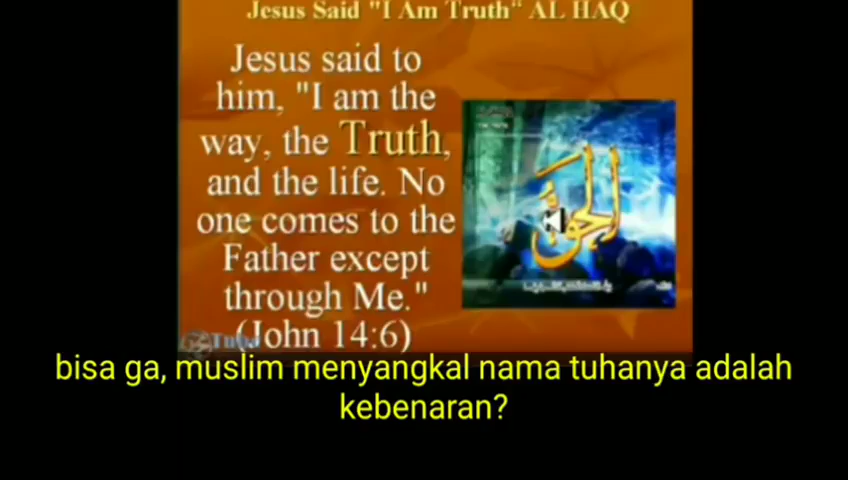 Jesus Said "I Am Truth" AL HAQ
Jesus said to
him, "I am the
way, the Truth,
and the life. No
one comes to the
Father except
through Me."
(John 14:6)
الحق
bisa ga, muslim menyangkal nama tuhanya adalah
kebenaran?